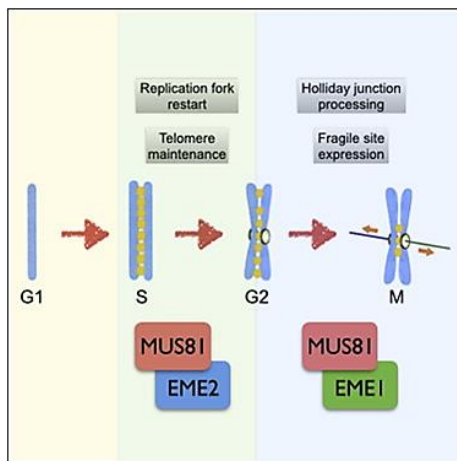 Replication fork
restart
Telomere
maintenance
Holliday junction
processing
Fragile site
expression
G1
S
G2
M
MUS81
EME2
MUS81
EME1